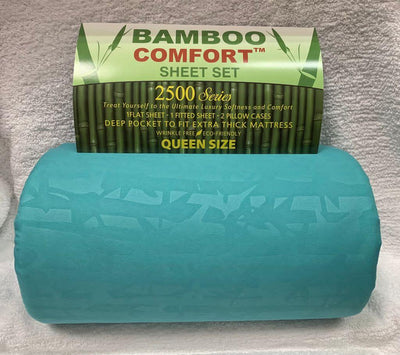 BAMBOO
COMFORT™
SHEET SET
2500 Series
Treat Yourself to the Ultimate Luxury Softness and Comfort
1FLAT SHEET - 1 FITTED SHEET - 2 PILLOW CASES
DEEP POCKET TO FIT EXTRA THICK MATTRESS
WRINKLE FREE ECO-FRIENDLY
QUEEN SIZE